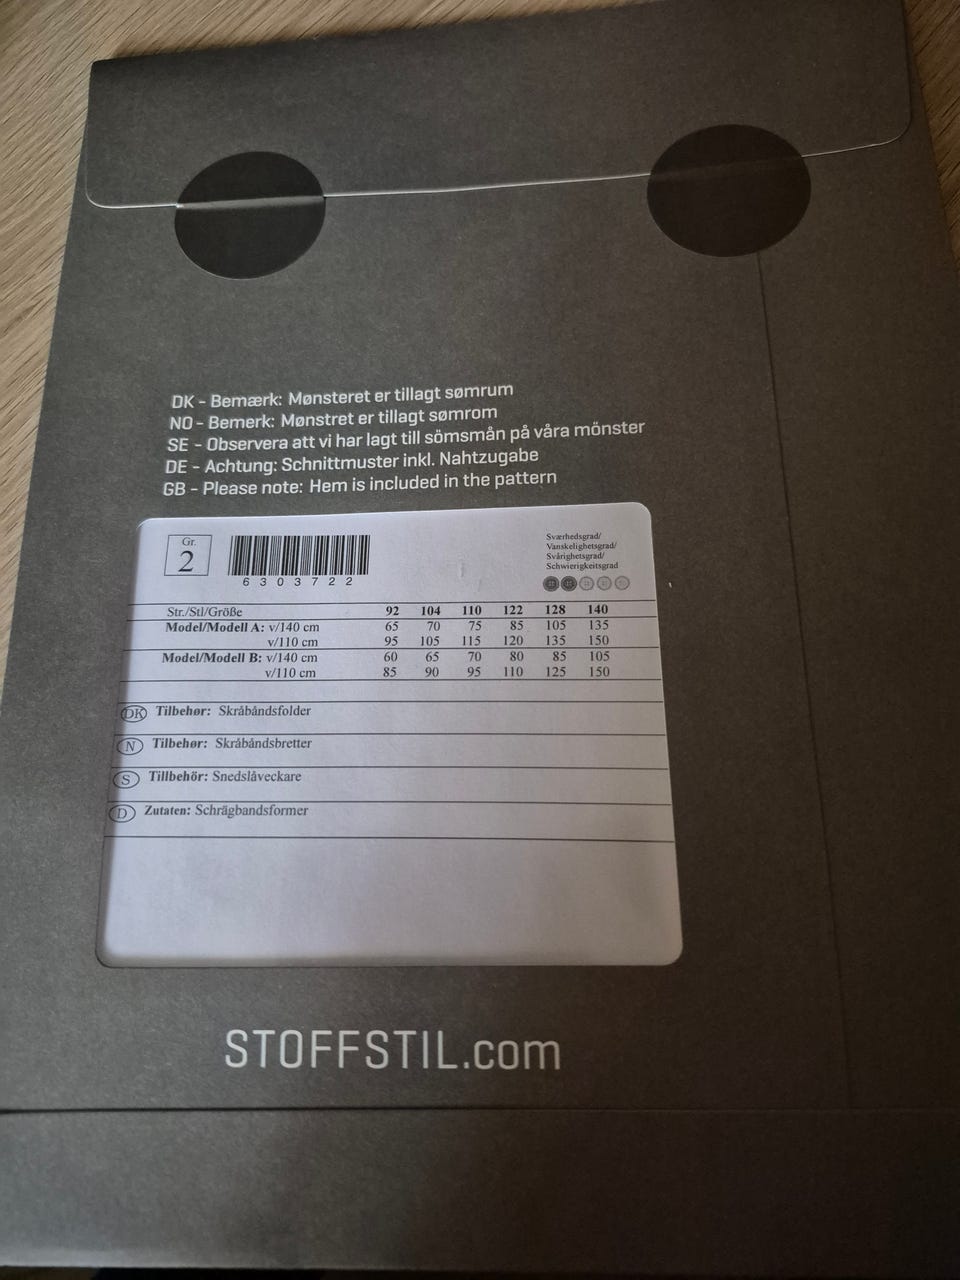 DK - Bemærk: Mønsteret er tillagt sømrum
NO - Bemerk: Mønstret er tillagt sømrom
SE - Observera att vi har lagt till sömsmån på våra mönster
DE - Achtung: Schnittmuster inkl. Nahtzugabe
GB - Please note: Hem is included in the pattern
Gr.
2
6303722
Sværhedsgrad/
Vanskelighetsgrad/
Svårighetsgrad/
Schwierigkeitsgrad
Str./Stl/Größe 92 104 110 122 128 140
Model/Modell A: v/140 cm 65 70 75 85 105 135
v/110 cm 95 105 115 120 135 150
Model/Modell B: v/140 cm 60 65 70 80 85 105
v/110 cm 85 90 95 110 125 150
DK Tilbehør: Skråbåndsfolder
N Tilbehør: Skråbåndsbretter
S Tillbehör: Snedslåveckare
D Zutaten: Schrägbandsformer
STOFFSTIL.com